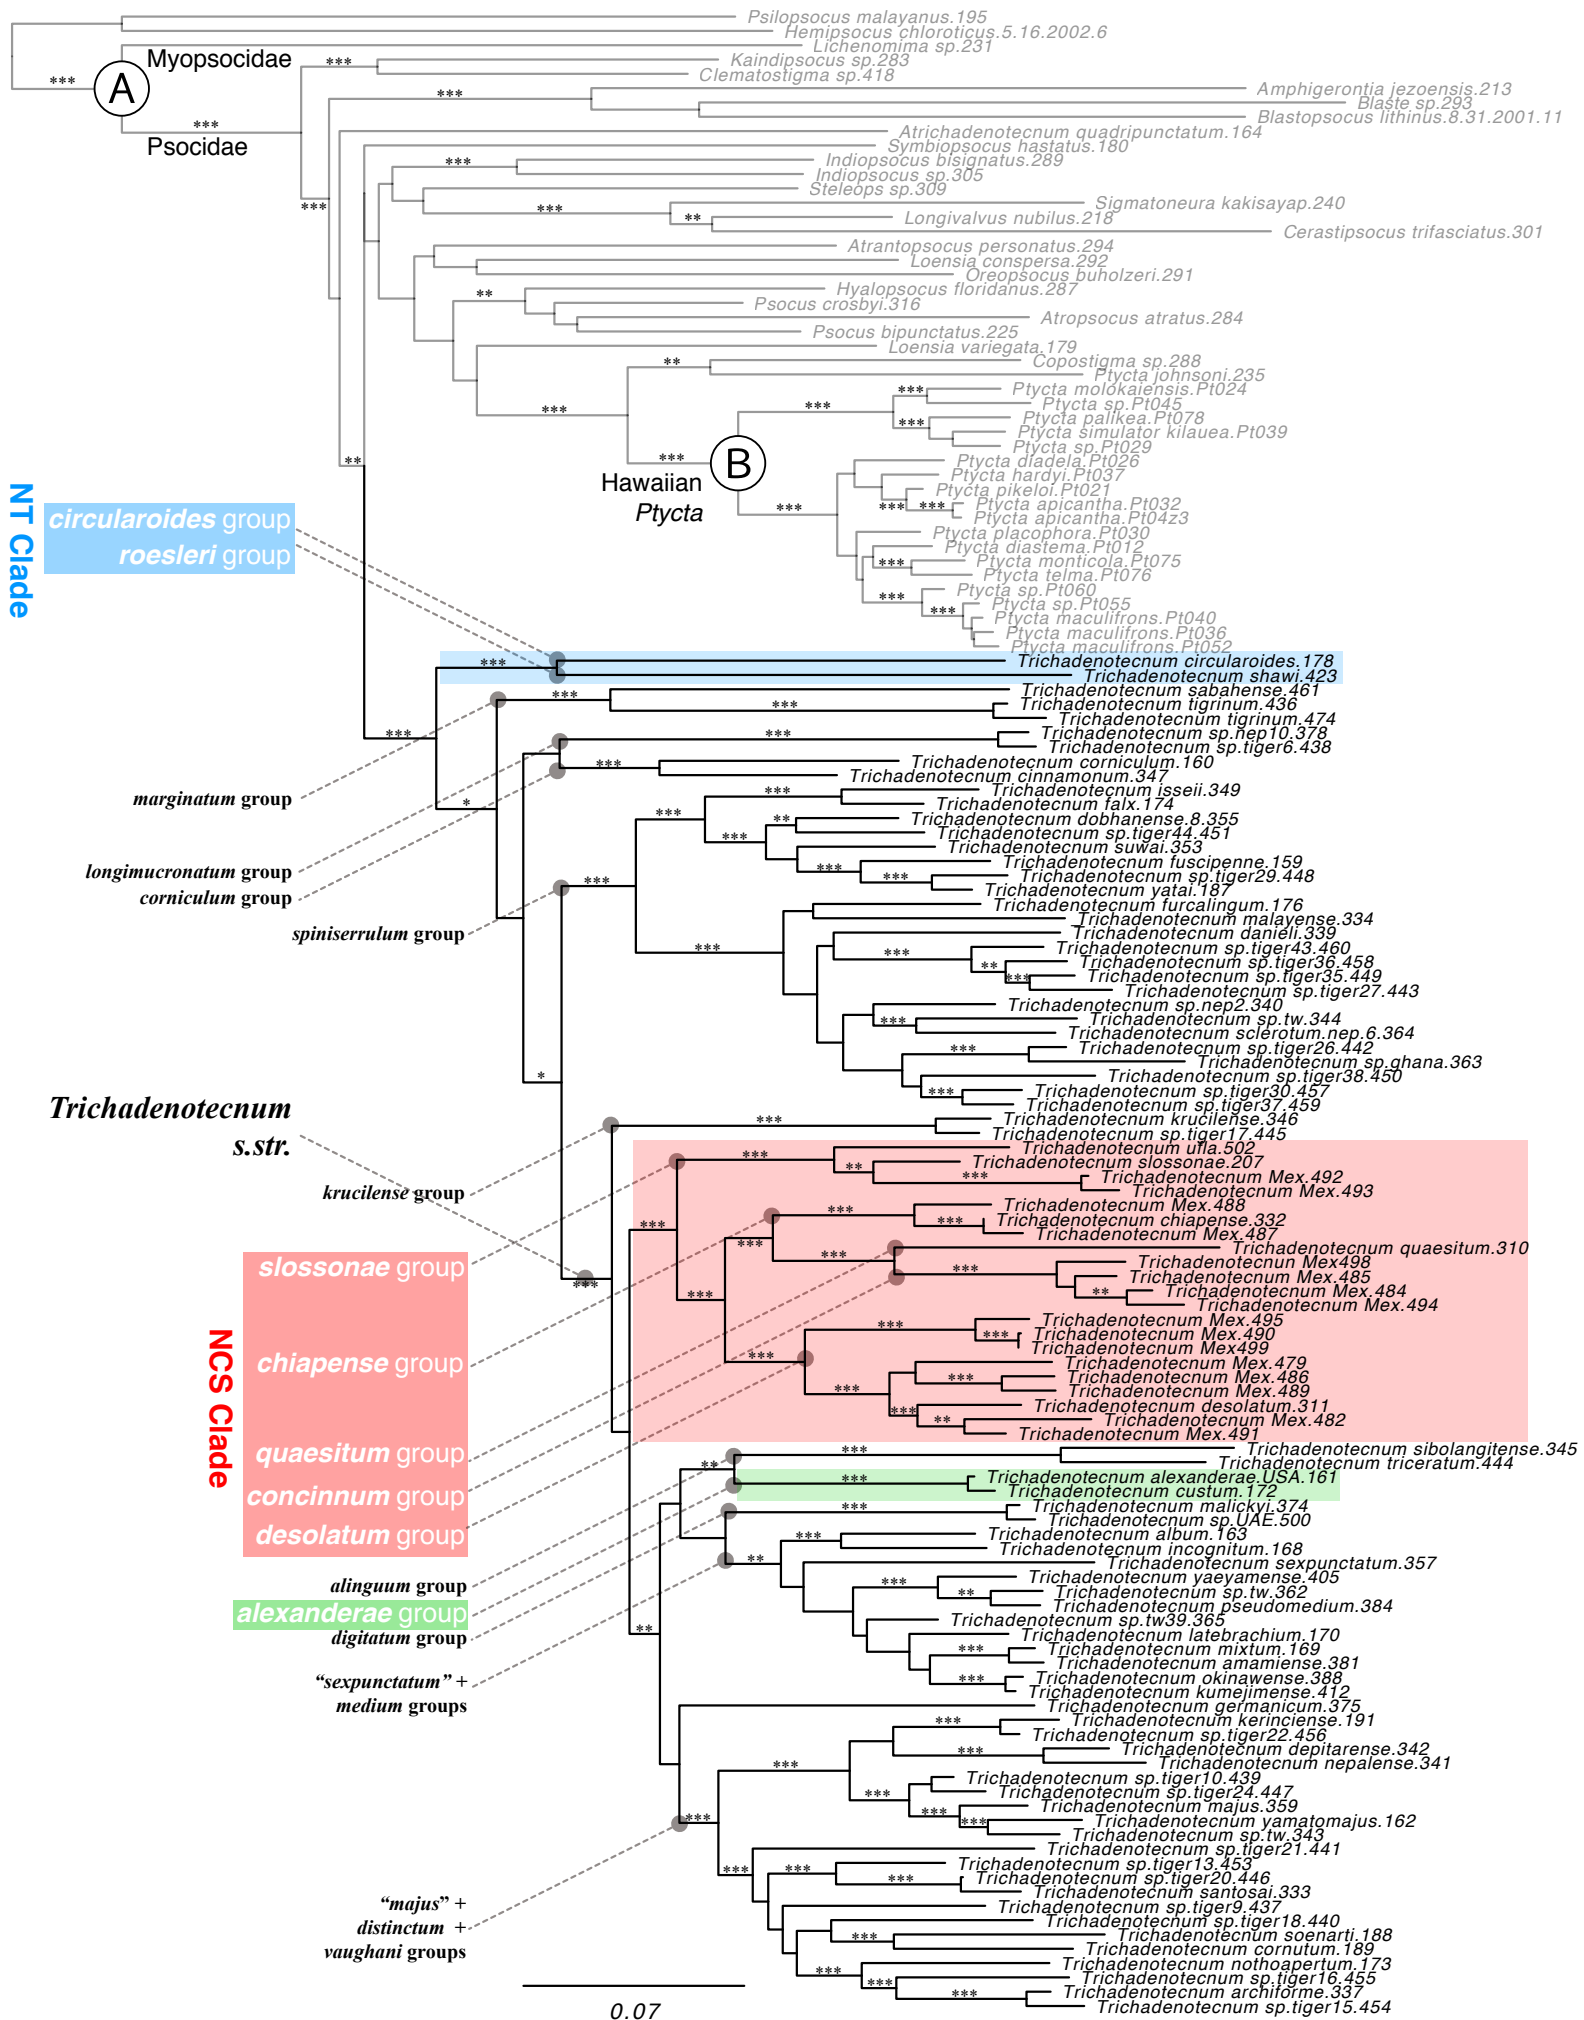 Psilopsocus malayanus.195
Hemipsocus chloroticus.5.16.2002.6
Lichenomima sp.231
Myopsocidae
Kaindipsocus sp.283
***
Clematostigma sp.418
***
A
Amphigerontia jezoensis.213
***
Blaste sp.293
Blastopsocus lithinus.8.31.2001.11
***
Psocidae
Atrichadenotecnum quadripunctatum.164
Symbiopsocus hastatus.180
Indiopsocus bisignatus.289
***
Indiopsocus sp.305
Steleops sp.309
***
Sigmatoneura kakisayap.240
***
Longivalvus nubilus.218
**
Cerastipsocus trifasciatus.301
Atrantopsocus personatus.294
Loensia conspersa.292
Oreopsocus buholzeri.291
Hyalopsocus floridanus.287
**
Psocus crosbyi.316
Atropsocus atratus.284
Psocus bipunctatus.225
Loensia variegata.179
Copostigma sp.288
**
Ptycta johnsoni.235
Ptycta molokaiensis.Pt024
***
Ptycta sp.Pt045
***
***
Ptycta palikea.Pt078
***
Ptycta simulator kilauea.Pt039
Ptycta sp.Pt029
B
***
**
Hawaiian
Ptycta
Ptycta diadela.Pt026
Ptycta hardyi.Pt037
Ptycta pikeloi.Pt021
***
***
***
Ptycta apicantha.Pt032
Ptycta apicantha.Pt04z3
Ptycta placophora.Pt030
Ptycta diastema.Pt012
***
Ptycta monticola.Pt075
Ptycta telma.Pt076
***
Ptycta sp.Pt060
***
Ptycta sp.Pt055
Ptycta maculifrons.Pt040
Ptycta maculifrons.Pt036
Ptycta maculifrons.Pt052
NT Clade
circularoides group
roesleri group
***
Trichadenotecnum circularoides.178
Trichadenotecnum shawi.423
***
Trichadenotecnum sabahense.461
***
Trichadenotecnum tigrinum.436
Trichadenotecnum tigrinum.474
***
***
Trichadenotecnum sp.nep10.378
Trichadenotecnum sp.tiger6.438
***
Trichadenotecnum corniculum.160
Trichadenotecnum cinnamonum.347
marginatum group
*
***
Trichadenotecnum isseii.349
Trichadenotecnum falx.174
***
**
Trichadenotecnum dobhanense.8.355
Trichadenotecnum sp.tiger44.451
***
Trichadenotecnum suwai.353
***
Trichadenotecnum fuscipenne.159
***
Trichadenotecnum sp.tiger29.448
Trichadenotecnum yatai.187
longimucronatum group
corniculum group
***
spiniserrulum group
Trichadenotecnum furcalingum.176
Trichadenotecnum malayense.334
***
Trichadenotecnum danieli.339
***
Trichadenotecnum sp.tiger43.460
**
Trichadenotecnum sp.tiger36.458
***
Trichadenotecnum sp.tiger35.449
Trichadenotecnum sp.tiger27.443
Trichadenotecnum sp.nep2.340
***
Trichadenotecnum sp.tw.344
Trichadenotecnum sclerotum.nep.6.364
***
Trichadenotecnum sp.tiger26.442
Trichadenotecnum sp.ghana.363
*
Trichadenotecnum sp.tiger38.450
***
Trichadenotecnum sp.tiger30.457
Trichadenotecnum sp.tiger37.459
Trichadenotecnum
s.str.
***
Trichadenotecnum krucilense.346
Trichadenotecnum sp.tiger17.445
krucilense group
***
Trichadenotecnum ufla.502
**
Trichadenotecnum slossonae.207
***
Trichadenotecnum Mex.492
Trichadenotecnum Mex.493
***
***
Trichadenotecnum Mex.488
***
Trichadenotecnum chiapense.332
Trichadenotecnum Mex.487
***
***
Trichadenotecnum quaesitum.310
***
Trichadenotecnun Mex498
Trichadenotecnum Mex.485
**
Trichadenotecnum Mex.484
Trichadenotecnum Mex.494
***
***
NCS Clade
slossonae group
chiapense group
quaesitum group
concinnum group
desolatum group
***
Trichadenotecnum Mex.495
***
Trichadenotecnum Mex.490
Trichadenotecnum Mex499
***
Trichadenotecnum Mex.479
***
Trichadenotecnum Mex.486
Trichadenotecnum Mex.489
***
***
Trichadenotecnum desolatum.311
**
Trichadenotecnum Mex.482
Trichadenotecnum Mex.491
***
Trichadenotecnum sibolangitense.345
Trichadenotecnum triceratum.444
**
***
Trichadenotecnum alexanderae.USA.161
Trichadenotecnum custum.172
***
Trichadenotecnum malickyi.374
Trichadenotecnum sp.UAE.500
***
Trichadenotecnum album.163
Trichadenotecnum incognitum.168
**
Trichadenotecnum sexpunctatum.357
***
Trichadenotecnum yaeyamense.405
**
Trichadenotecnum sp.tw.362
Trichadenotecnum pseudomedium.384
alinguum group
alexanderae group
digitatum group
**
Trichadenotecnum sp.tw39.365
Trichadenotecnum latebrachium.170
***
Trichadenotecnum mixtum.169
Trichadenotecnum amamiense.381
***
Trichadenotecnum okinawense.388
Trichadenotecnum kumejimense.412
“sexpunctatum” +
medium groups
Trichadenotecnum germanicum.375
***
Trichadenotecnum kerinciense.191
Trichadenotecnum sp.tiger22.456
***
Trichadenotecnum depitarense.342
Trichadenotecnum nepalense.341
***
Trichadenotecnum sp.tiger10.439
***
Trichadenotecnum sp.tiger24.447
***
Trichadenotecnum majus.359
***
Trichadenotecnum yamatomajus.162
Trichadenotecnum sp.tw.343
***
Trichadenotecnum sp.tiger21.441
***
***
Trichadenotecnum sp.tiger13.453
***
Trichadenotecnum sp.tiger20.446
Trichadenotecnum santosai.333
“majus” +
distinctum +
vaughani groups
Trichadenotecnum sp.tiger9.437
Trichadenotecnum sp.tiger18.440
***
Trichadenotecnum soenarti.188
Trichadenotecnum cornutum.189
***
Trichadenotecnum nothoapertum.173
***
Trichadenotecnum sp.tiger16.455
***
Trichadenotecnum archiforme.337
Trichadenotecnum sp.tiger15.454
0.07